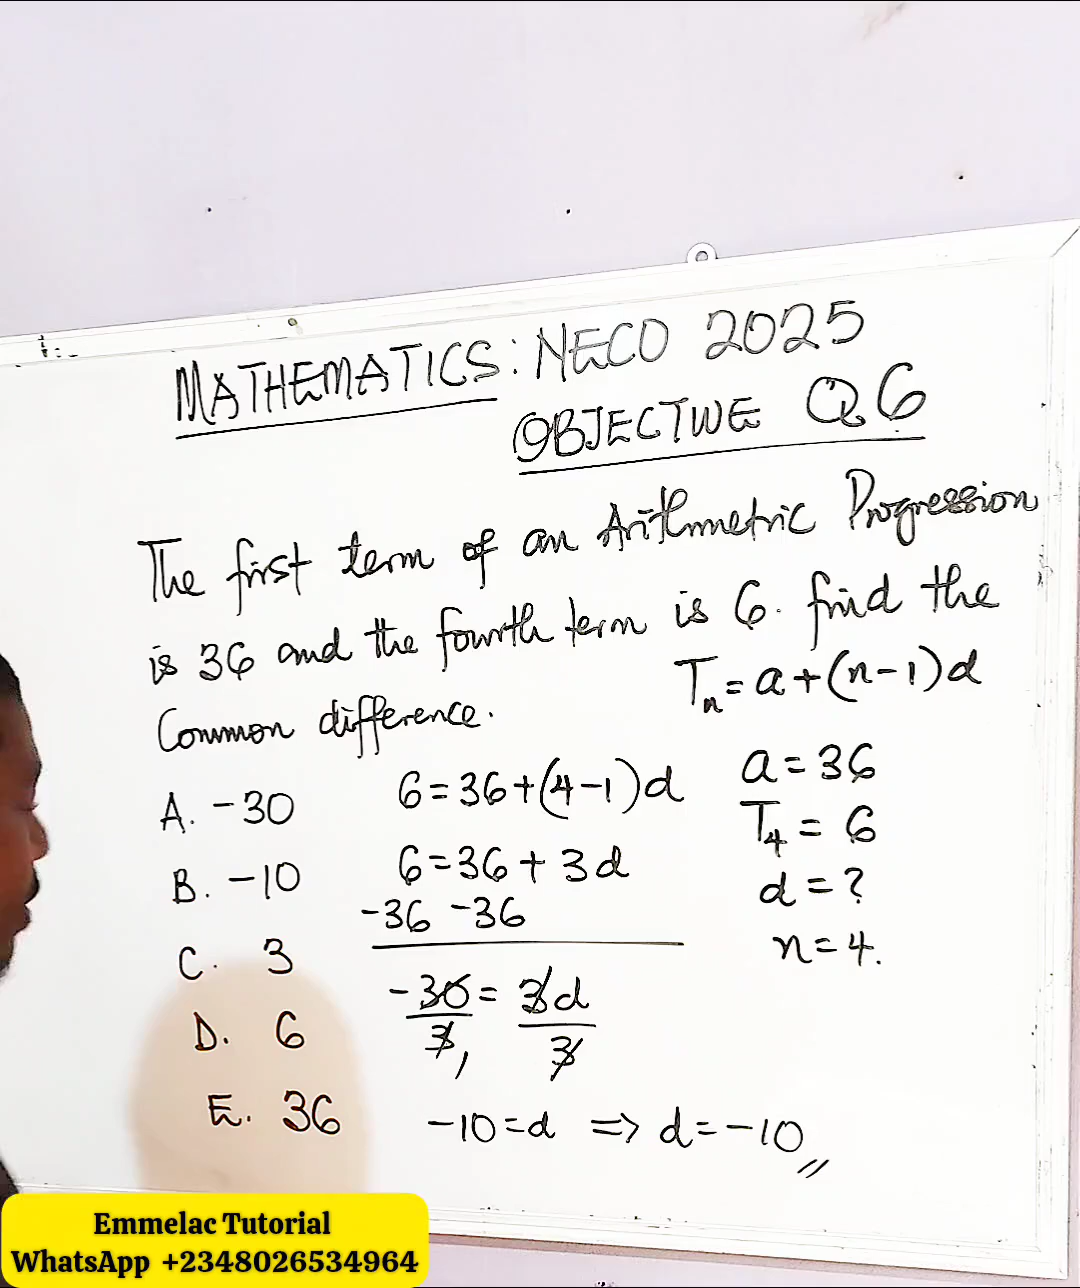 MATHEMATICS: NECO 2025
OBJECTIVE Q6
The first term of an Arithmetric Progression
is 36 and the fourth term is 6. find the
Common difference.
Tn = a + (n-1)d
A. -30
B. -10
C. 3
D. 6
E. 36
6 = 36 + (4-1)d
6 = 36 + 3d
-36 -36
-30 = 3d
3, 3
-10 = d => d = -10
a = 36
T4 = 6
d = ?
n = 4.
Emmelac Tutorial
WhatsApp +2348026534964